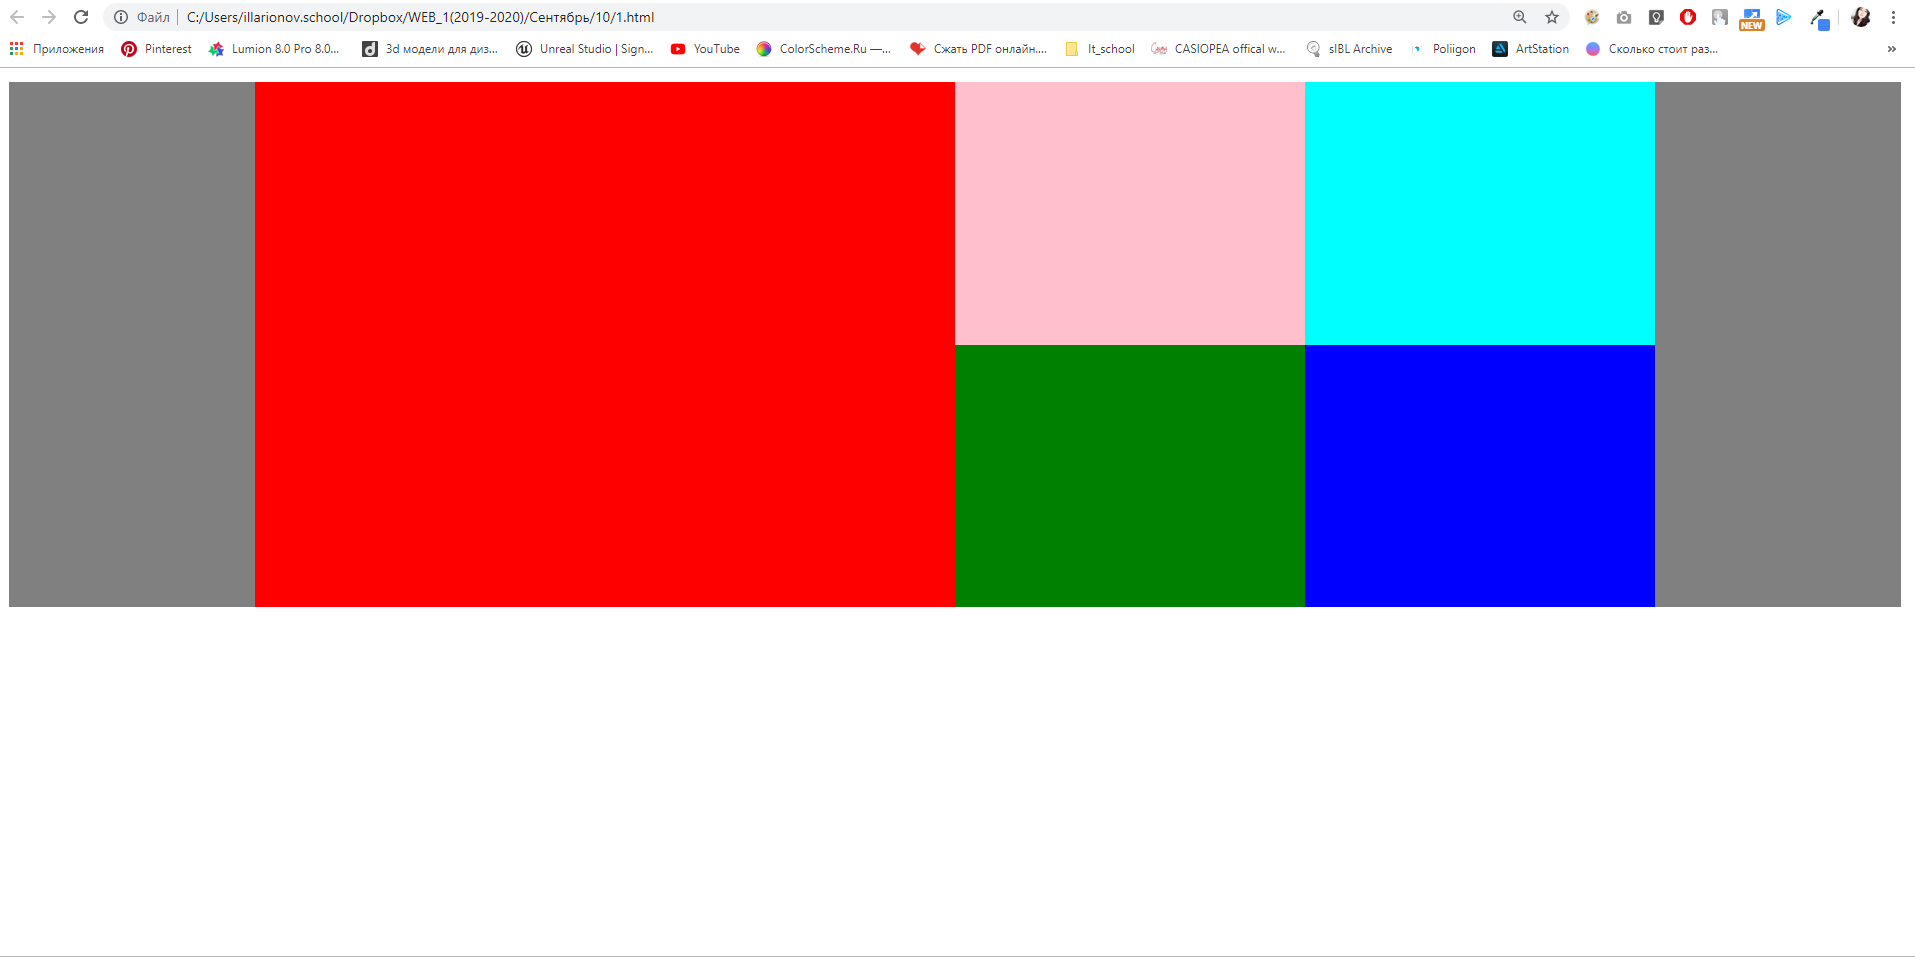 Файл C:/Users/illarionov.school/Dropbox/WEB_1(2019-2020)/Сентябрь/10/1.html
NEW
Приложения Pinterest Lumion 8.0 Pro 8.0... 3d модели для диз... Unreal Studio | Sign... YouTube ColorScheme.Ru —... Сжать PDF онлайн.... It_school CASIOPEA offical w... sIBL Archive Poliigon ArtStation Сколько стоит раз... »